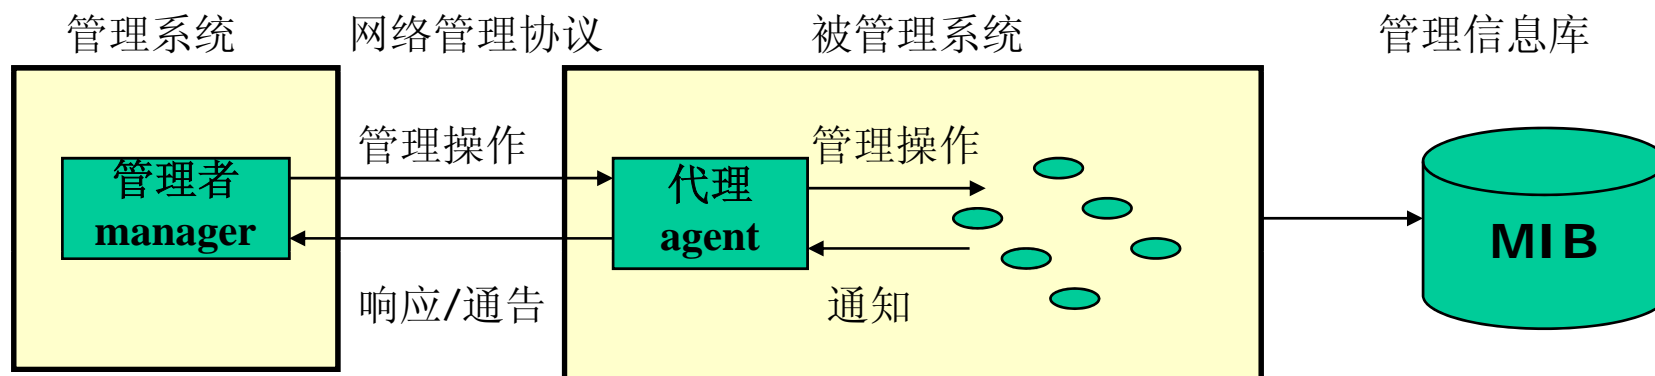 管理系统
网络管理协议
被管理系统
管理信息库
管理者
manager
管理操作
响应/通告
代理
agent
管理操作
通知
MIB